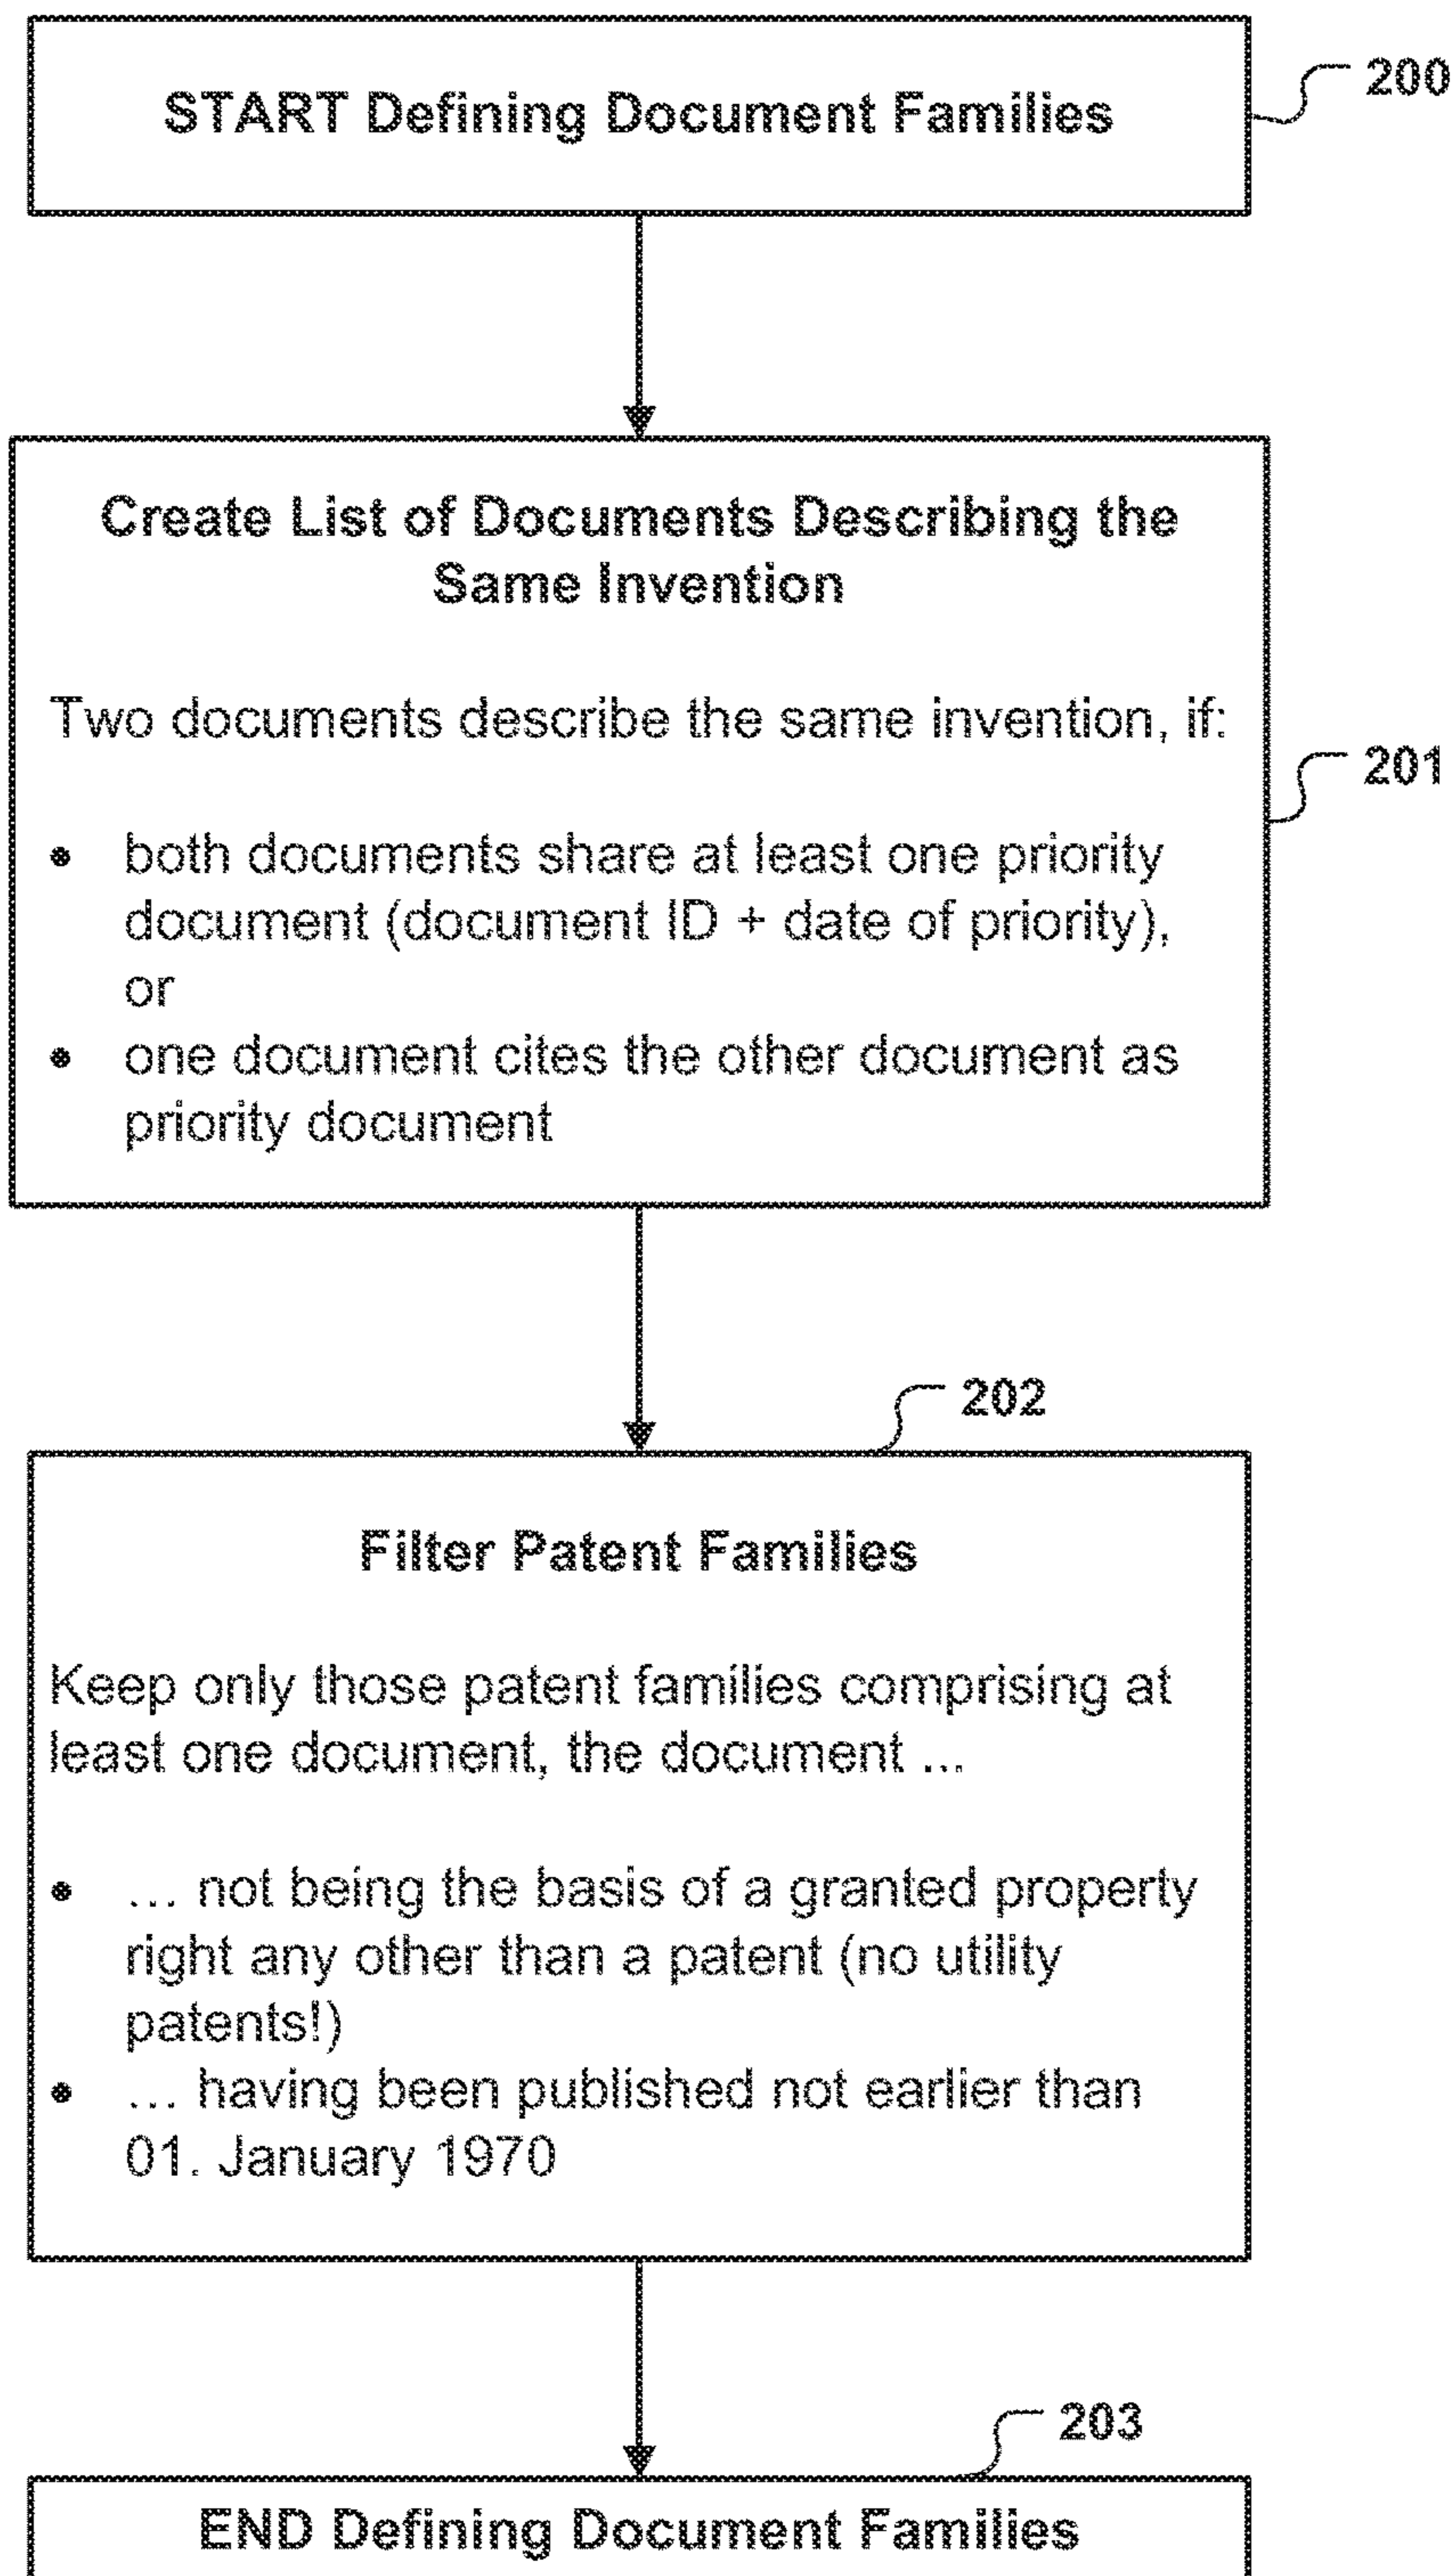 START Defining Document Families
200
Create List of Documents Describing the
Same Invention
Two documents describe the same invention, if:
201
• both documents share at least one priority
document (document ID + date of priority),
or
• one document cites the other document as
priority document
202
Filter Patent Families
Keep only those patent families comprising at
least one document, the document ...
• ... not being the basis of a granted property
right any other than a patent (no utility
patents!)
• ... having been published not earlier than
01. January 1970
203
END Defining Document Families